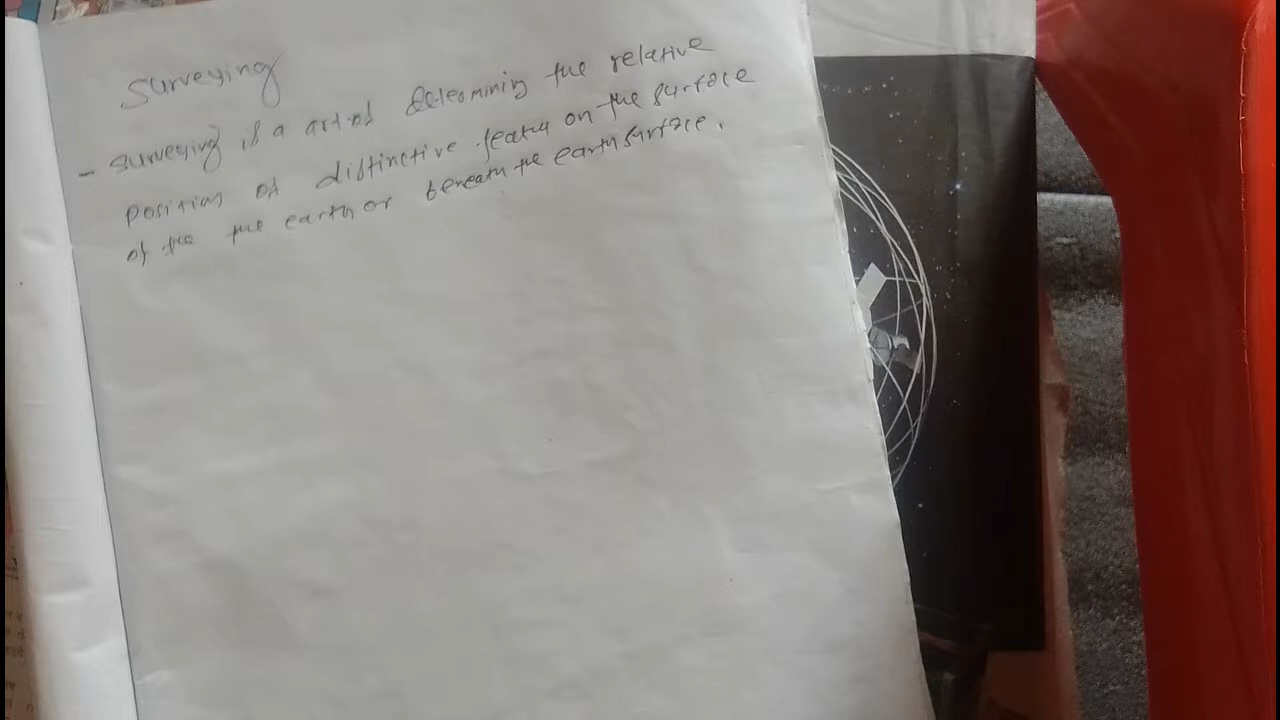 surveying
- surveying is a art of determining the relative
position of distinctive featu on the surface
of the the earth or beneath the earth surface.